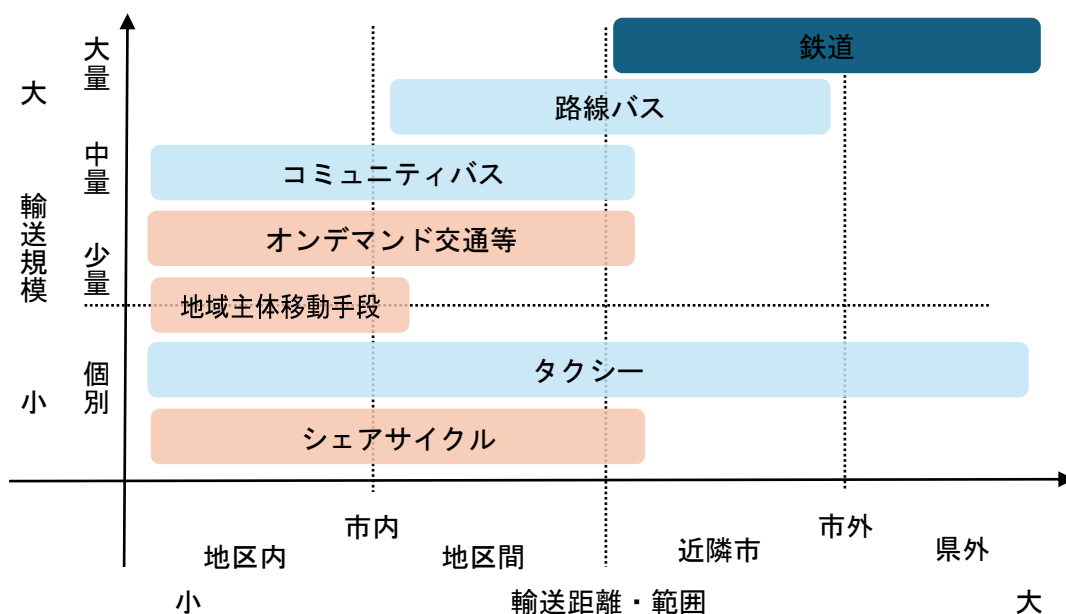 大
輸送規模
小
大量
中量
少量
個別
鉄道
路線バス
コミュニティバス
オンデマンド交通等
地域主体移動手段
タクシー
シェアサイクル
市内
市外
地区内
地区間
近隣市
県外
小
輸送距離・範囲
大